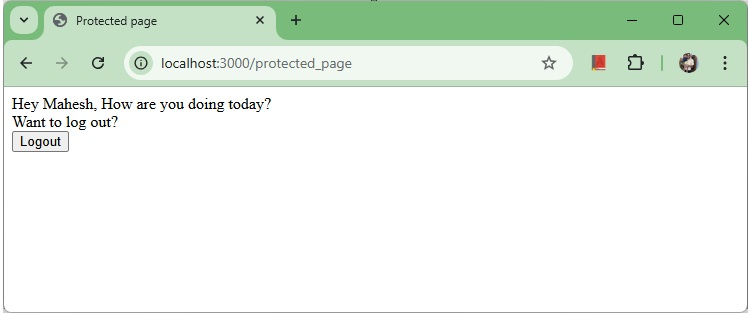 Protected page
localhost:3000/protected_page
Hey Mahesh, How are you doing today?
Want to log out?
Logout